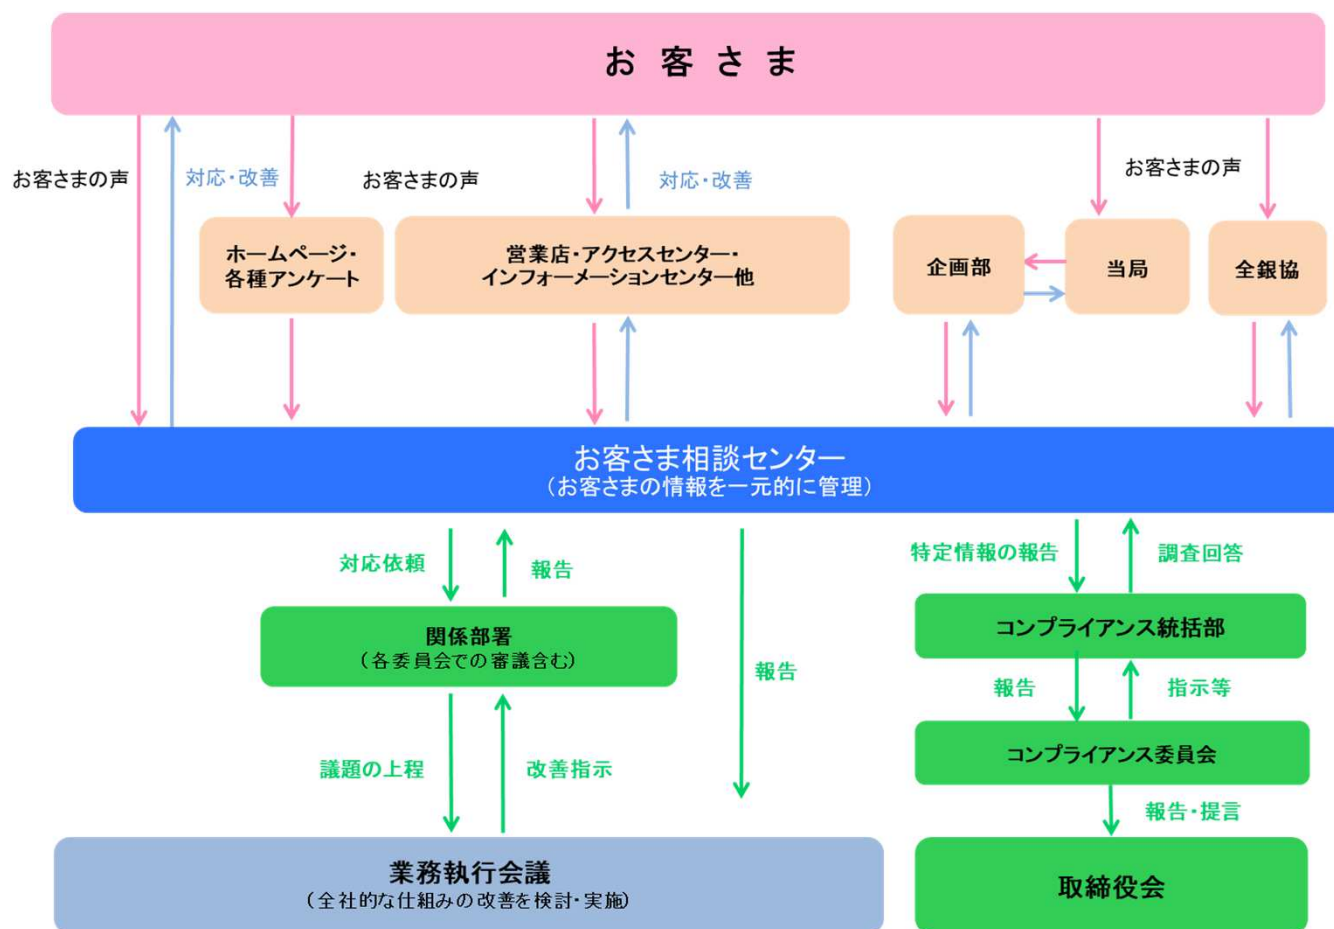 お客さま
お客さまの声
対応・改善
お客さまの声
対応・改善
お客さまの声
ホームページ・
各種アンケート
営業店・アクセスセンター・
インフォーメーションセンター他
企画部
当局
全銀協
お客さま相談センター
（お客さまの情報を一元的に管理）
対応依頼
報告
報告
特定情報の報告
調査回答
関係部署
（各委員会での審議含む）
コンプライアンス統括部
報告
指示等
議題の上程
改善指示
コンプライアンス委員会
報告・提言
業務執行会議
（全社的な仕組みの改善を検討・実施）
取締役会